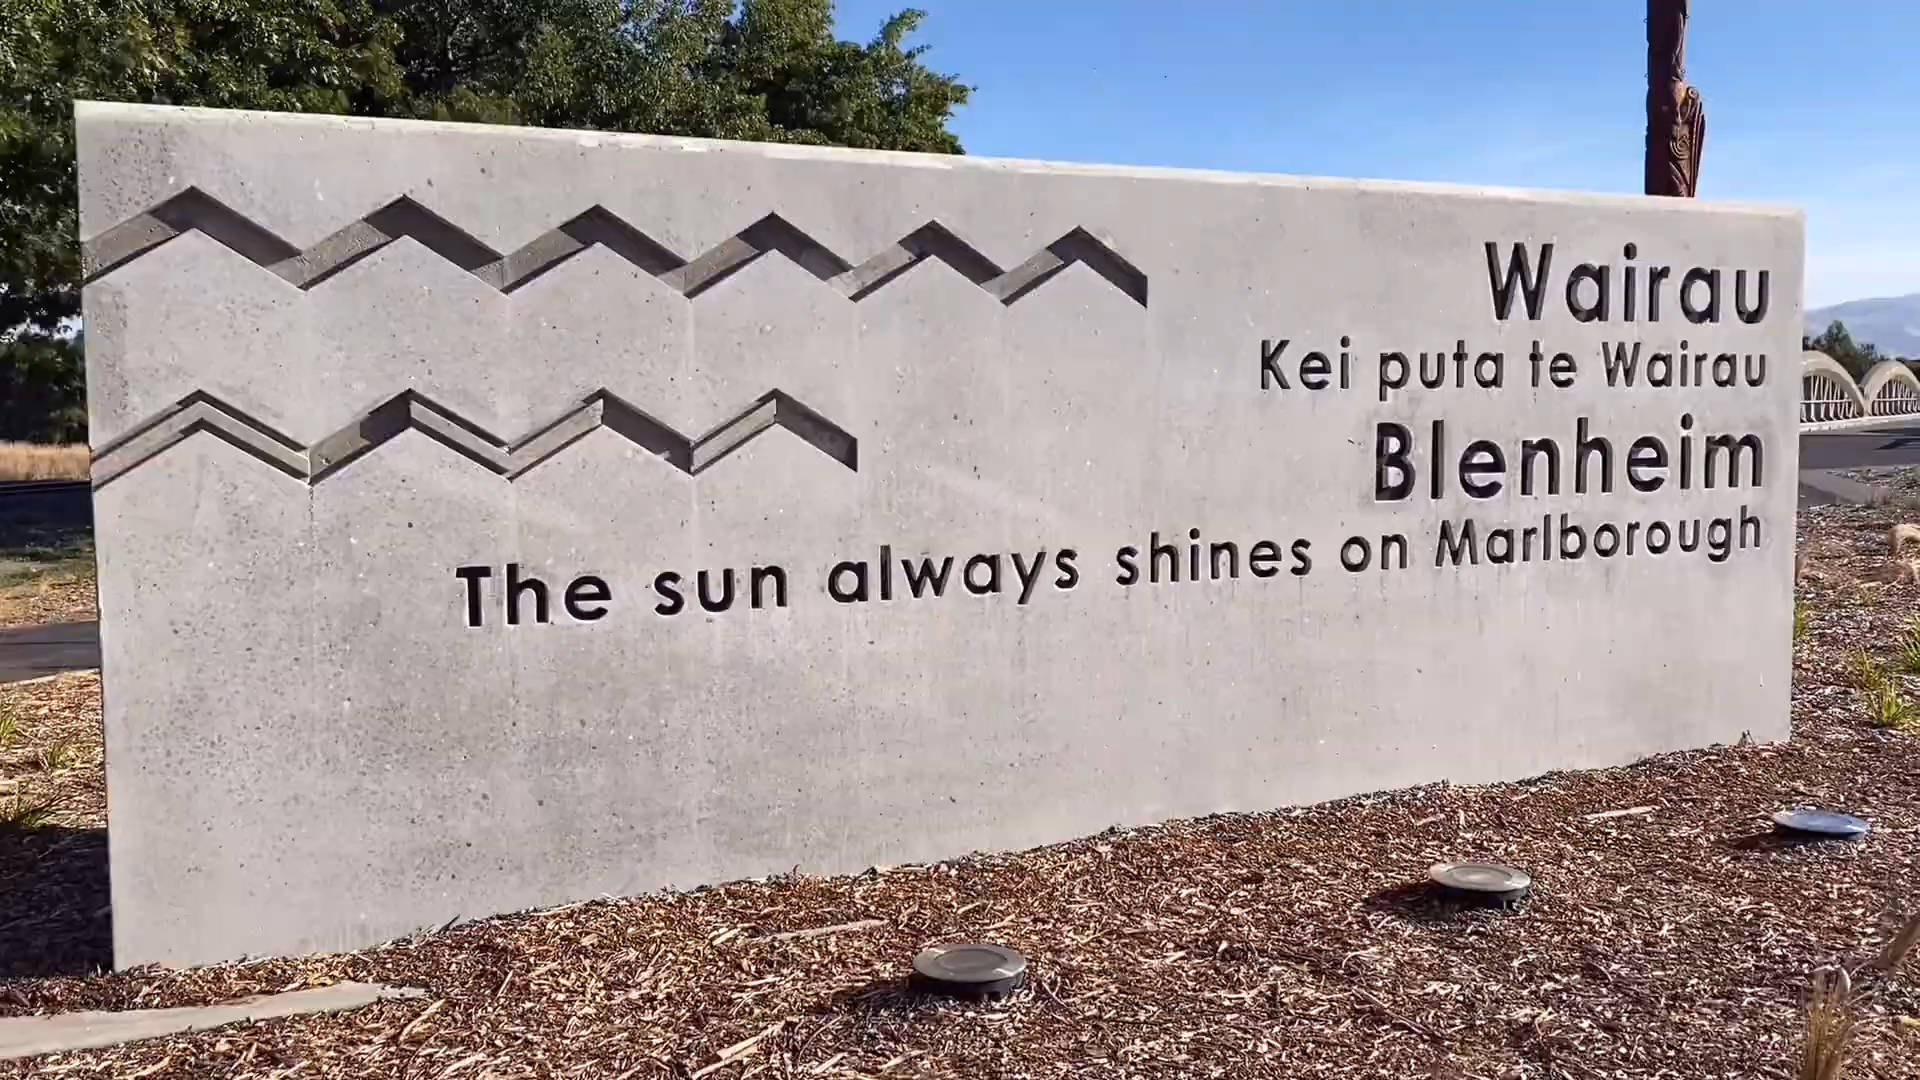 Wairau
Kei puta te Wairau
Blenheim
The sun always shines on Marlborough